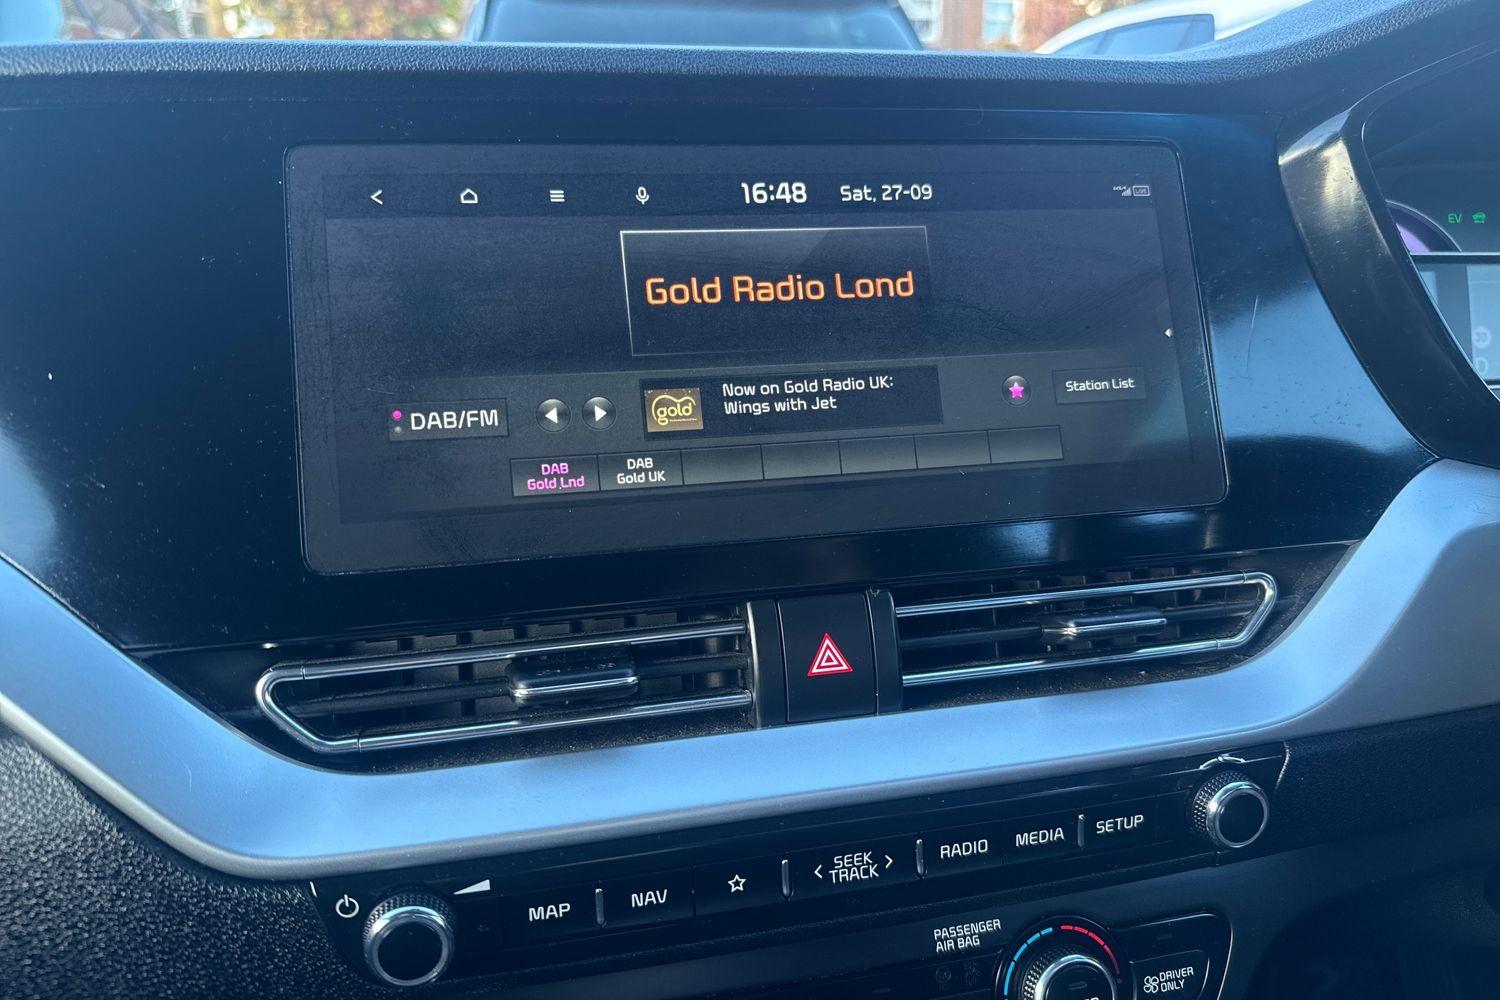 16:48 Sat, 27-09
LIVE
EV
Gold Radio Lond
DAB/FM
gold
Now on Gold Radio UK:
Wings with Jet
Station List
DAB
Gold Lnd
DAB
Gold UK
MAP
NAV
SEEK
TRACK
RADIO
MEDIA
SETUP
PASSENGER
AIR BAG
DRIVER
ONLY